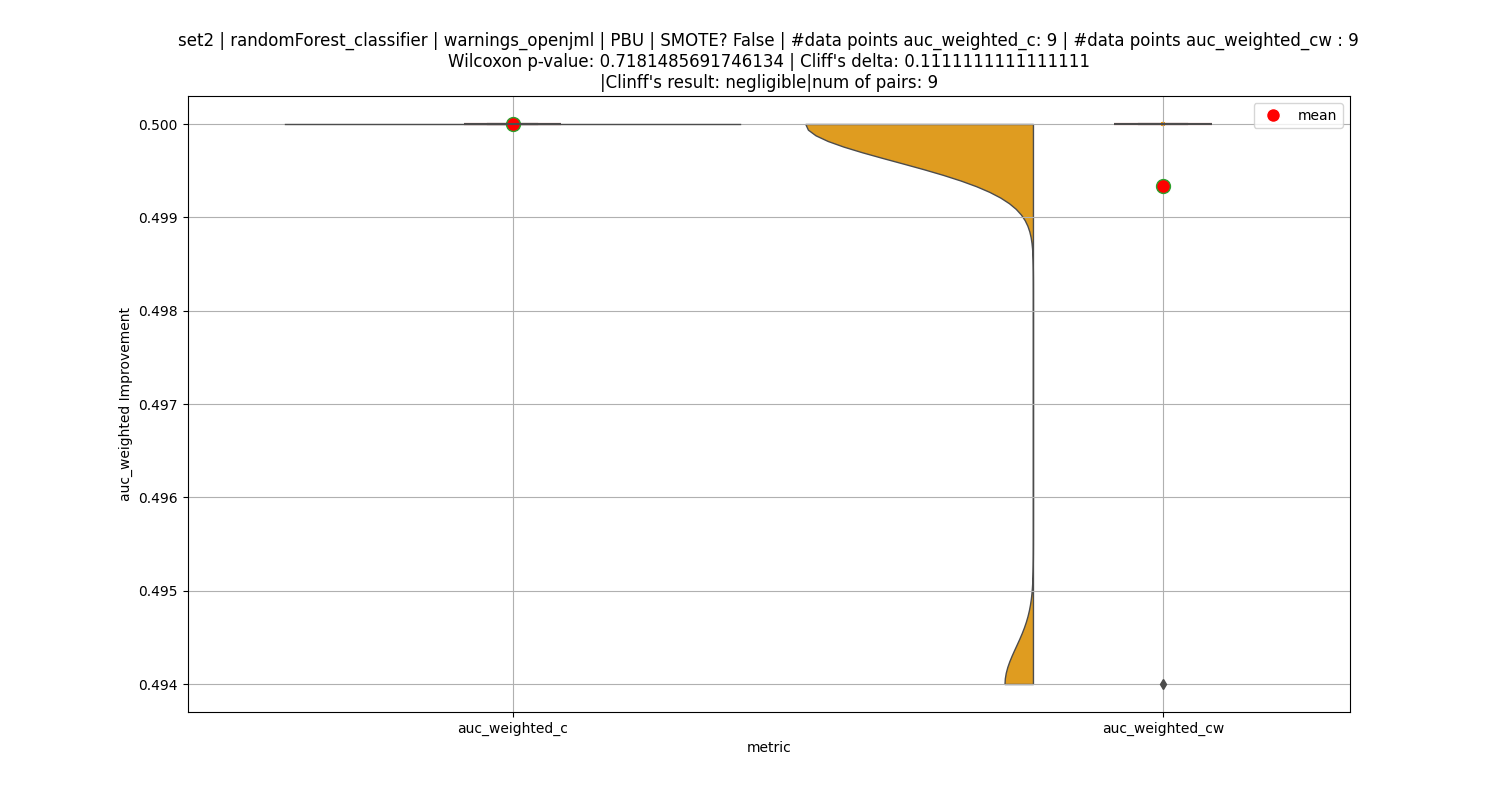 set2 | randomForest_classifier | warnings_openjml | PBU | SMOTE? False | #data points auc_weighted_c: 9 | #data points auc_weighted_cw : 9
Wilcoxon p-value: 0.7181485691746134 | Cliff's delta: 0.1111111111111111
|Clinff's result: negligible|num of pairs: 9
mean
0.500
0.499
0.498
0.497
0.496
0.495
0.494
auc_weighted Improvement
auc_weighted_c
auc_weighted_cw
metric